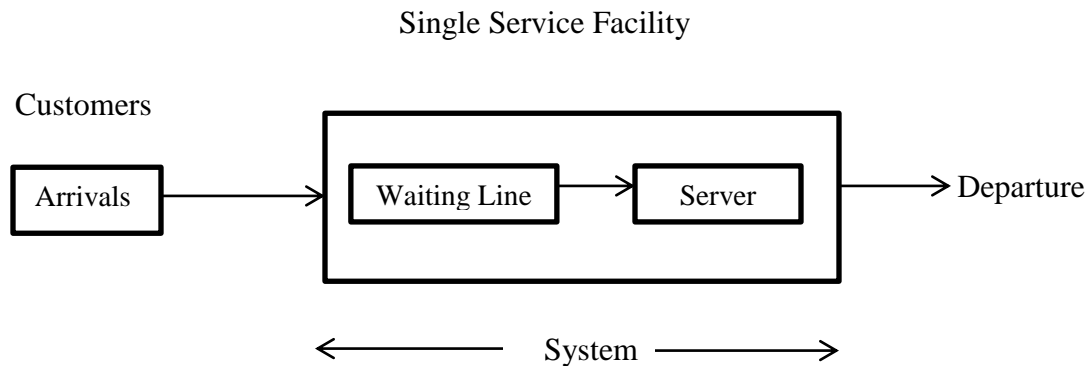 Single Service Facility
Customers
Arrivals
Waiting Line
Server
Departure
System